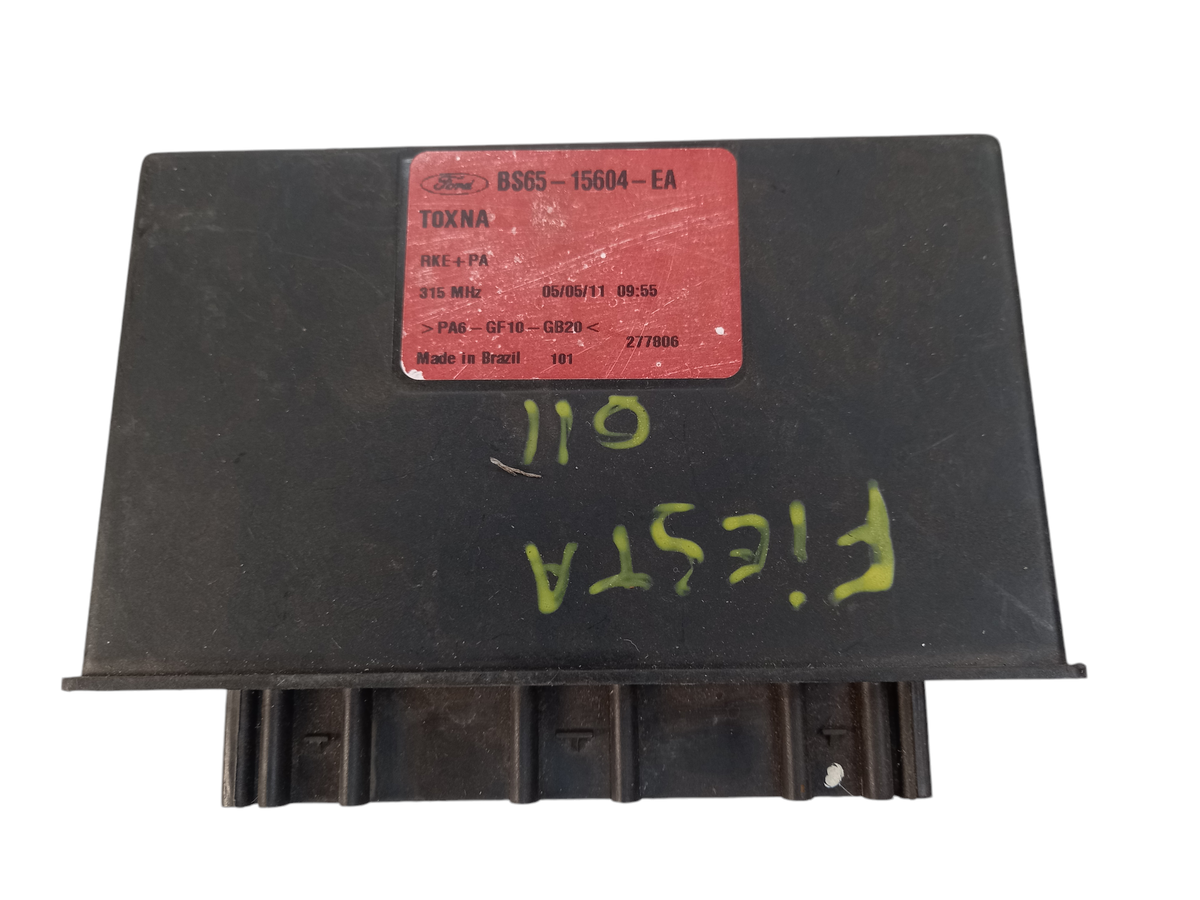 Ford BS65-15604-EA
TOXNA
RKE+PA
315 MHz 05/05/11 09:55
>PA6-GF10-GB20<
277806
Made in Brazil 101
FiESTA
011